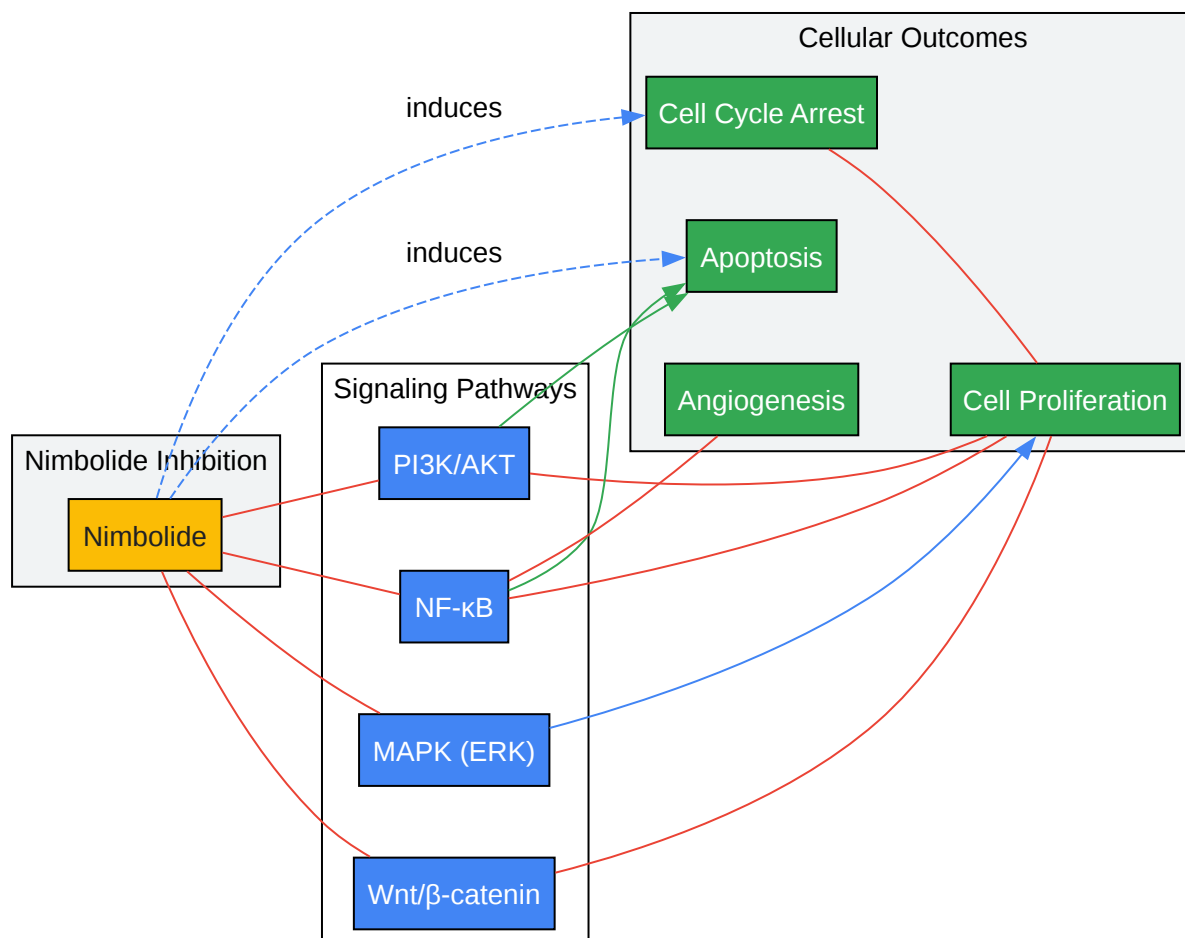 Cellular Outcomes
induces
Cell Cycle Arrest
induces
Apoptosis
Signaling Pathways
Angiogenesis
Cell Proliferation
Nimbolide Inhibition
PI3K/AKT
Nimbolide
NF-κB
MAPK (ERK)
Wnt/β-catenin